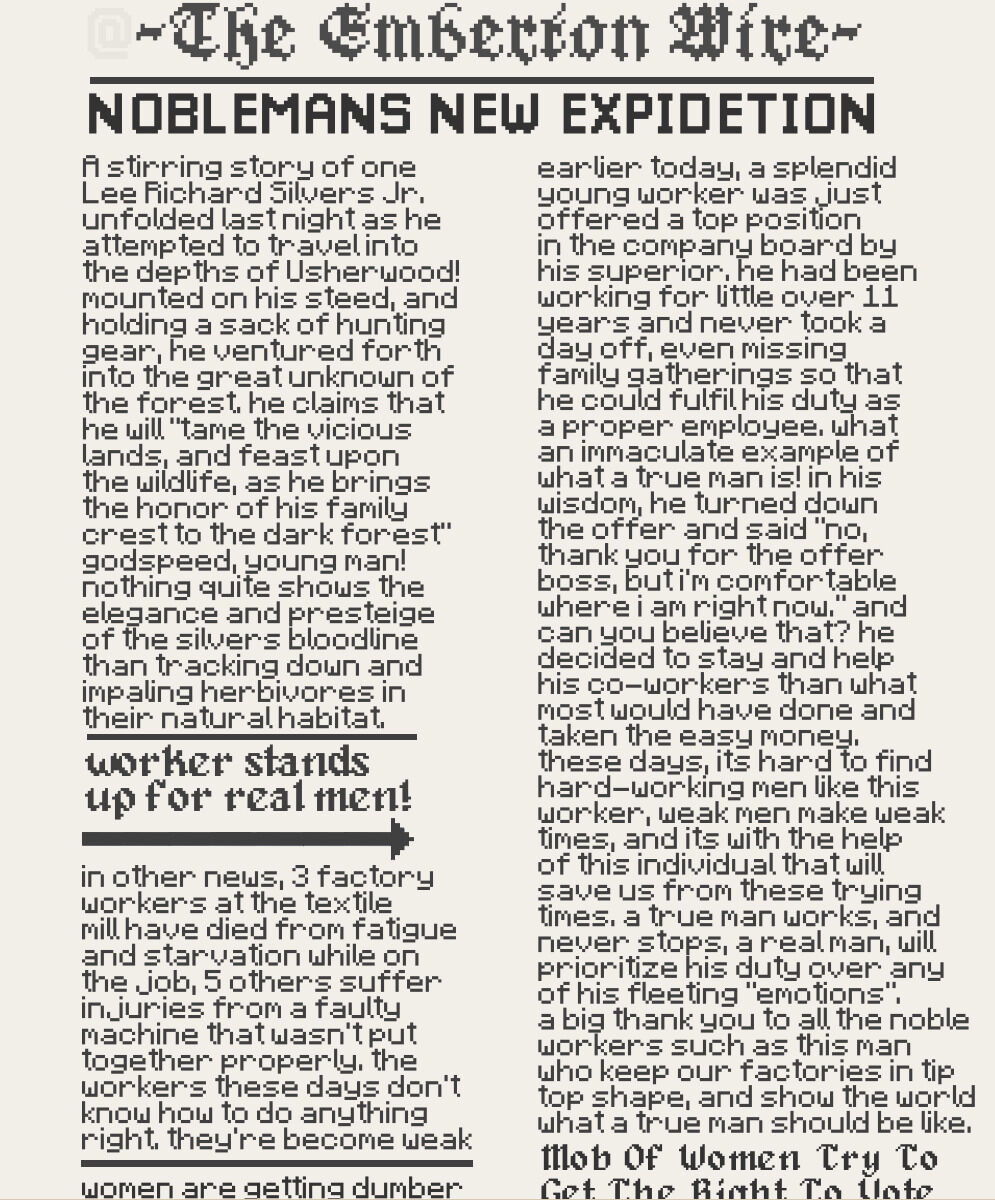 @~The Emberton Wire~
NOBLEMANS NEW EXPIDETION
A stirring story of one
Lee Richard Silvers Jr.
unfolded last night as he
attempted to travel into
the depths of Usherwood!
mounted on his steed, and
holding a sack of hunting
gear, he ventured forth
into the great unknown of
the forest. he claims that
he will "tame the vicious
lands, and feast upon
the wildlife, as he brings
the honor of his family
crest to the dark forest"
godspeed, young man!
nothing quite shows the
elegance and presteige
of the silvers bloodline
than tracking down and
impaling herbivores in
their natural habitat.
worker stands
up for real men!
in other news, 3 factory
workers at the textile
mill have died from fatigue
and starvation while on
the job, 5 others suffer
injuries from a faulty
machine that wasn't put
together properly. the
workers these days don't
know how to do anything
right. they're become weak
women are getting dumber
earlier today, a splendid
young worker was just
offered a top position
in the company board by
his superior. he had been
working for little over 11
years and never took a
day off, even missing
family gatherings so that
he could fulfil his duty as
a proper employee. what
an immaculate example of
what a true man is! in his
wisdom, he turned down
the offer and said "no,
thank you for the offer
boss, but i'm comfortable
where i am right now." and
can you believe that? he
decided to stay and help
his co-workers than what
most would have done and
taken the easy money.
these days, its hard to find
hard-working men like this
worker, weak men make weak
times, and its with the help
of this individual that will
save us from these trying
times. a true man works, and
never stops, a real man, will
prioritize his duty over any
of his fleeting "emotions".
a big thank you to all the noble
workers such as this man
who keep our factories in tip
top shape, and show the world
what a true man should be like.
Mob Of Women Try To
Get The Right To Vote